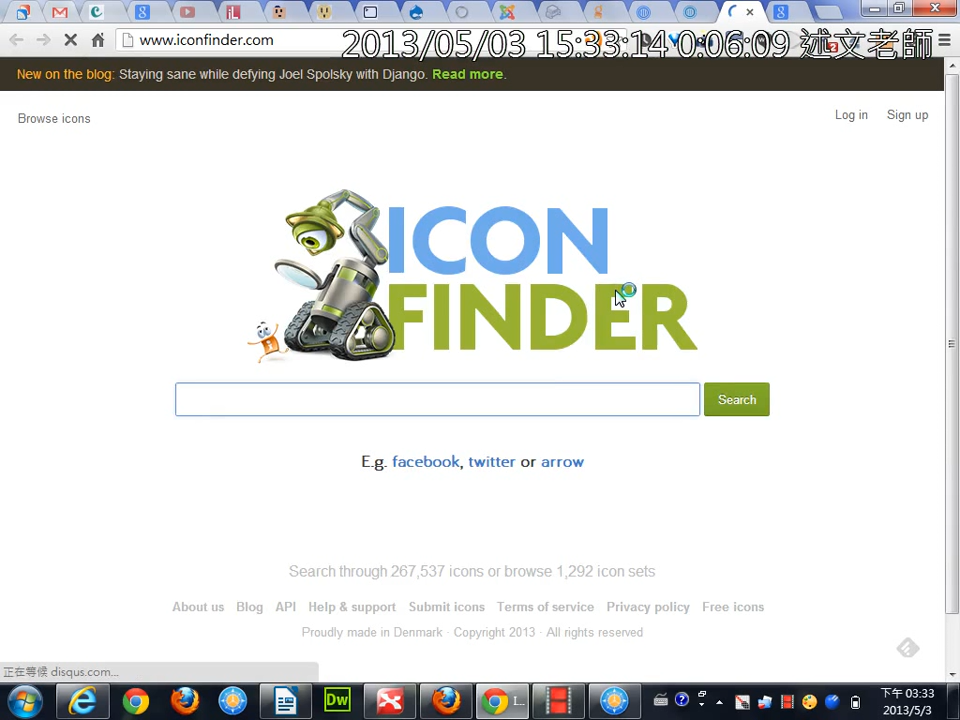 www.iconfinder.com
2013/05/03 15:33:14 0:06:09 述文老師
New on the blog: Staying sane while defying Joel Spolsky with Django. Read more.
Browse icons
Log in
Sign up
ICON
FINDER
Search
E.g. facebook, twitter or arrow
Search through 267,537 icons or browse 1,292 icon sets
About us Blog API Help & support Submit icons Terms of service Privacy policy Free icons
Proudly made in Denmark · Copyright 2013 · All rights reserved
正在等候 disqus.com...
Dw
L...
下午 03:33
2013/5/3